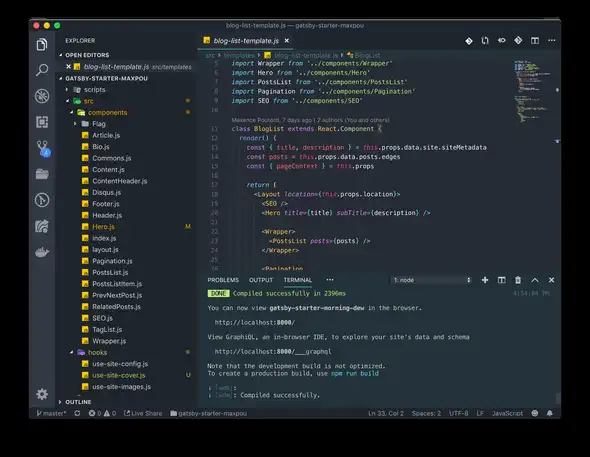 blog-list-template.js — gatsby-starter-maxpou
EXPLORER
OPEN EDITORS
blog-list-template.js src/templates
GATSBY-STARTER-MAXPOU
scripts
src
components
Flag
Article.js
Bio.js
Commons.js
Content.js
ContentHeader.js
Disqus.js
Footer.js
Header.js
Hero.js M
index.js
layout.js
Pagination.js
PostsList.js
PostsListItem.js
PrevNextPost.js
RelatedPosts.js
SEO.js
TagList.js
Wrapper.js
hooks
use-site-config.js
use-site-cover.js U
use-site-images.js
OUTLINE
blog-list-template.js
src templates blog-list-template.js BlogList
5 import Wrapper from '../components/Wrapper'
6 import Hero from '../components/Hero'
7 import PostsList from '../components/PostsList'
8 import Pagination from '../components/Pagination'
9 import SEO from '../components/SEO'
10
Maxence Poutord, 7 days ago | 2 authors (You and others)
11 class BlogList extends React.Component {
12 render() {
13 const { title, description } = this.props.data.site.siteMetadata
14 const posts = this.props.data.posts.edges
15 const { pageContext } = this.props
16
17 return (
18 <Layout location={this.props.location}>
19 <SEO />
20 <Hero title={title} subTitle={description} />
21
22 <Wrapper>
23 <PostsList posts={posts} />
24 </Wrapper>
25
26 <Pagination
PROBLEMS OUTPUT TERMINAL ··· 1: node
DONE Compiled successfully in 2396ms
You can now view gatsby-starter-morning-dew in the browser.
http://localhost:8000/
View GraphiQL, an in-browser IDE, to explore your site's data and schema
http://localhost:8000/___graphql
Note that the development build is not optimized.
To create a production build, use npm run build
Compiled successfully.
master* 0 0 Live Share gatsby-starter-maxpou Ln 33, Col 2 Spaces: 2 UTF-8 LF JavaScript